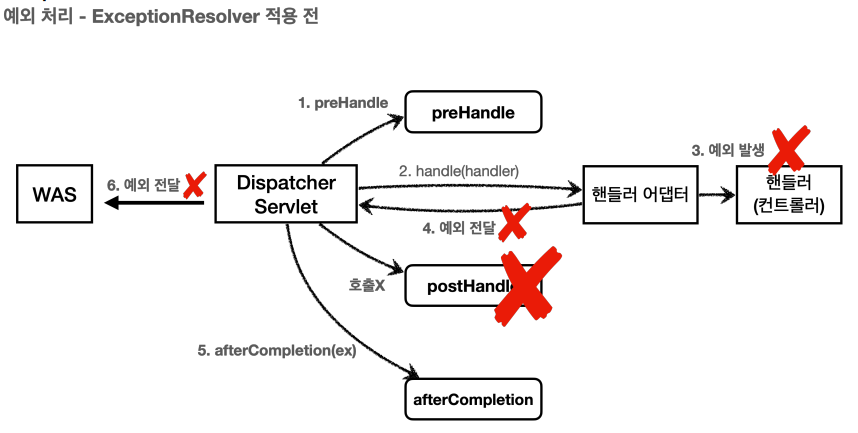 예외 처리 - ExceptionResolver 적용 전
1. preHandle
preHandle
3. 예외 발생
WAS
6. 예외 전달
Dispatcher
Servlet
2. handle(handler)
핸들러 어댑터
핸들러
(컨트롤러)
4. 예외 전달
호출X
postHandl
5. afterCompletion(ex)
afterCompletion